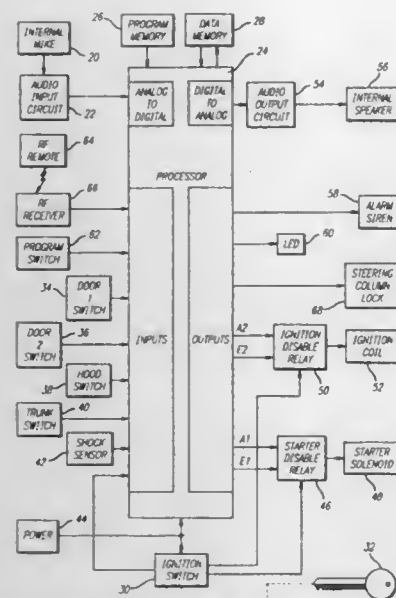 26
PROGRAM
MEMORY
DATA
MEMORY
28
INTERNAL
MIKE
20
24
54
56
AUDIO
INPUT
CIRCUIT
22
ANALOG
TO
DIGITAL
DIGITAL
TO
ANALOG
AUDIO
OUTPUT
CIRCUIT
INTERNAL
SPEAKER
RF
REMOTE
64
PROCESSOR
58
ALARM
SIREN
RF
RECEIVER
66
LED
60
PROGRAM
SWITCH
62
STEERING
COLUMN
LOCK
68
34
DOOR
1
SWITCH
A2
E2
IGNITION
DISABLE
RELAY
50
IGNITION
COIL
52
DOOR
2
SWITCH
36
INPUTS
OUTPUTS
38
HOOD
SWITCH
TRUNK
SWITCH
40
SHOCK
SENSOR
42
A1
E1
STARTER
DISABLE
RELAY
46
STARTER
SOLENOID
48
POWER
44
IGNITION
SWITCH
30
32